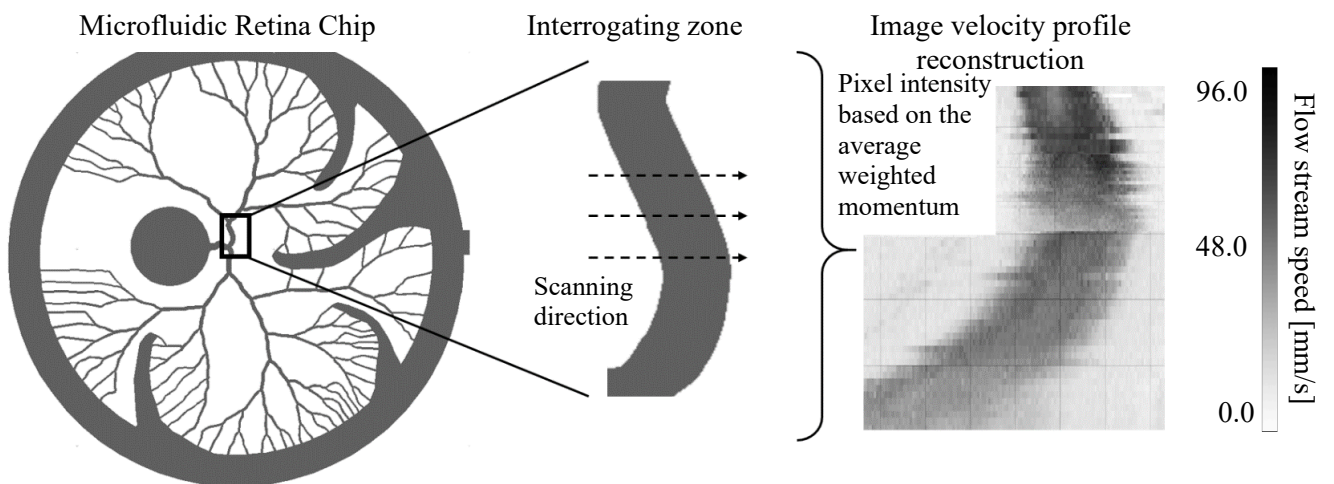 Microfluidic Retina Chip
Interrogating zone
Scanning
direction
Image velocity profile
reconstruction
Pixel intensity
based on the
average
weighted
momentum
96.0
48.0
0.0
Flow stream speed [mm/s]